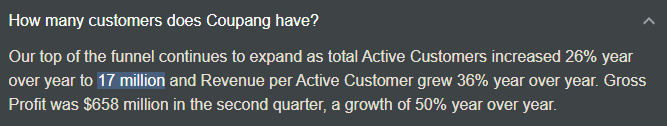 How many customers does Coupang have?
Our top of the funnel continues to expand as total Active Customers increased 26% year
over year to 17 million and Revenue per Active Customer grew 36% year over year. Gross
Profit was $658 million in the second quarter, a growth of 50% year over year.